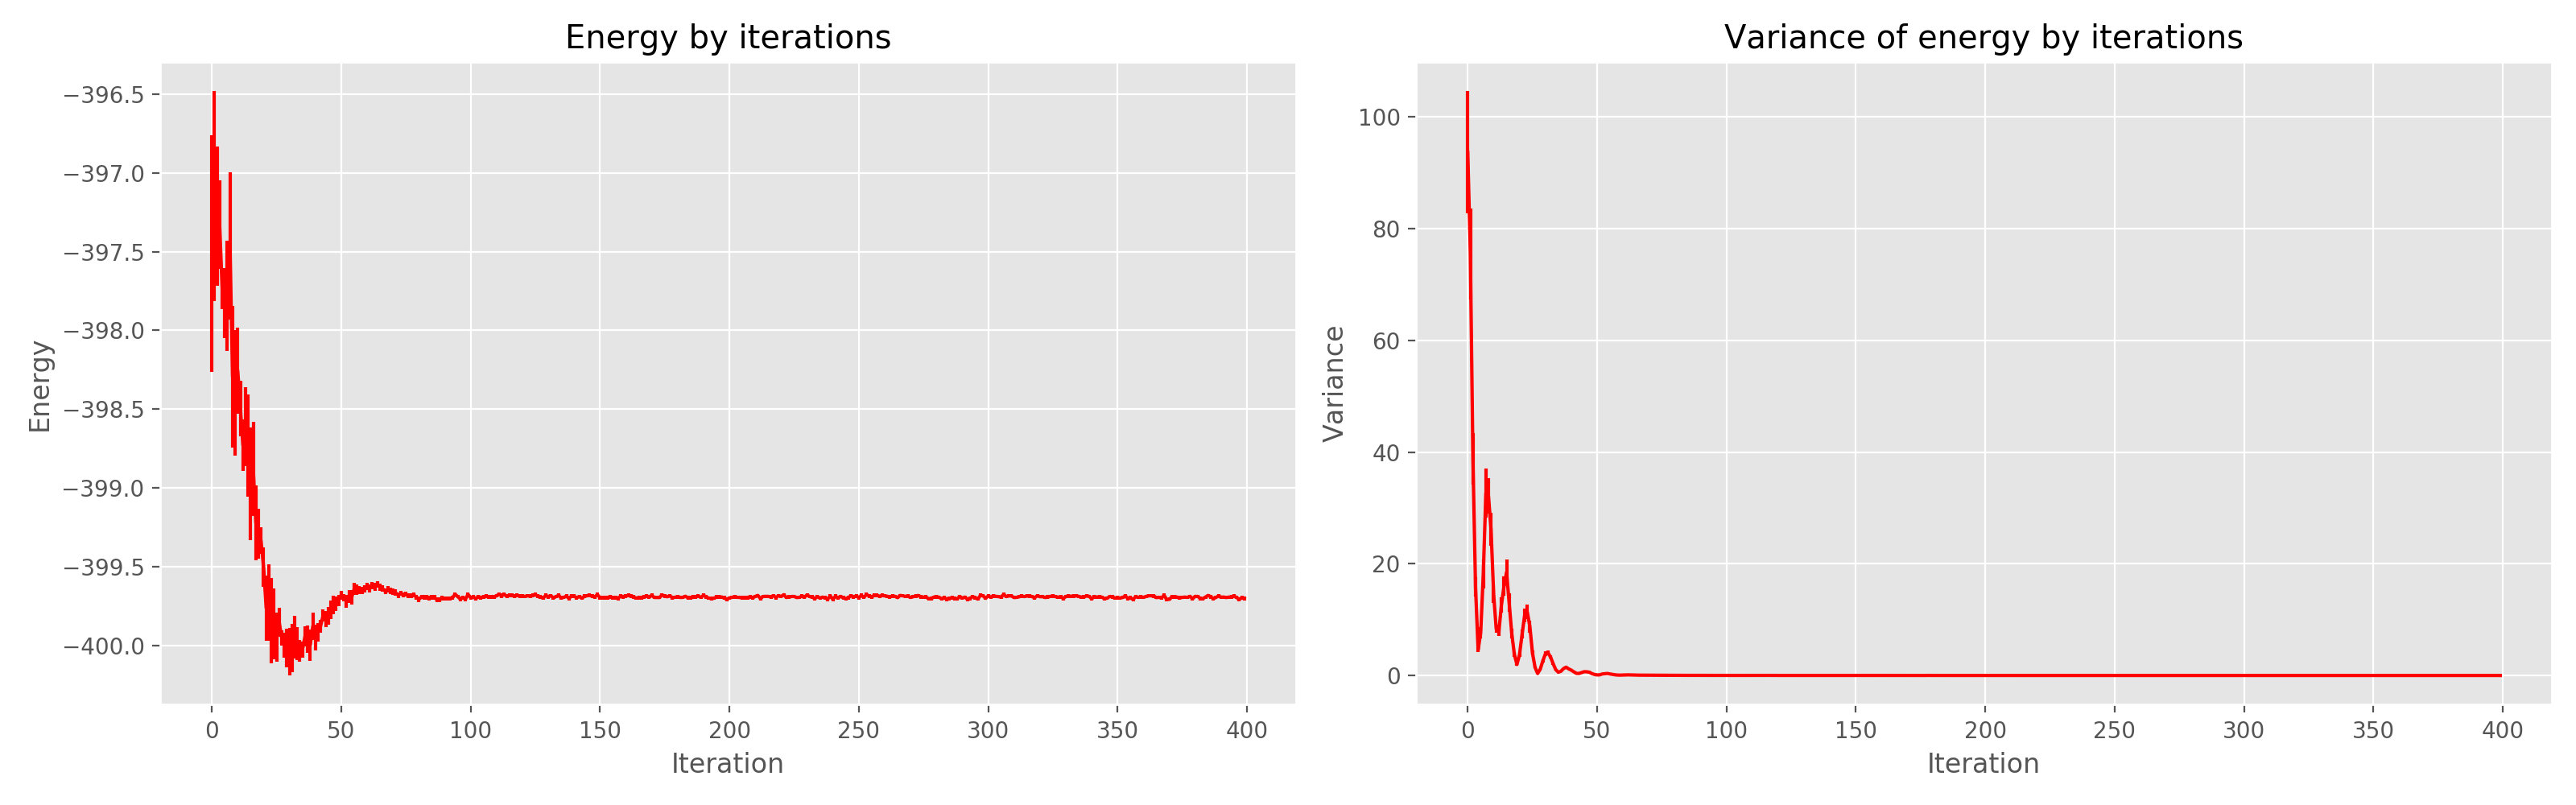 Energy by iterations
−396.5
−397.0
−397.5
−398.0
−398.5
−399.0
−399.5
−400.0
Energy
0 50 100 150 200 250 300 350 400
Iteration
Variance of energy by iterations
100
80
60
40
20
0
Variance
0 50 100 150 200 250 300 350 400
Iteration